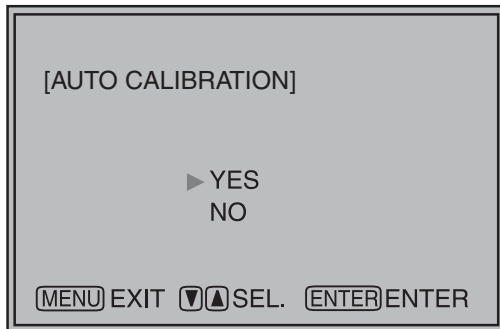 [AUTO CALIBRATION]
▶ YES
NO
MENU EXIT ▼▲ SEL. ENTER ENTER